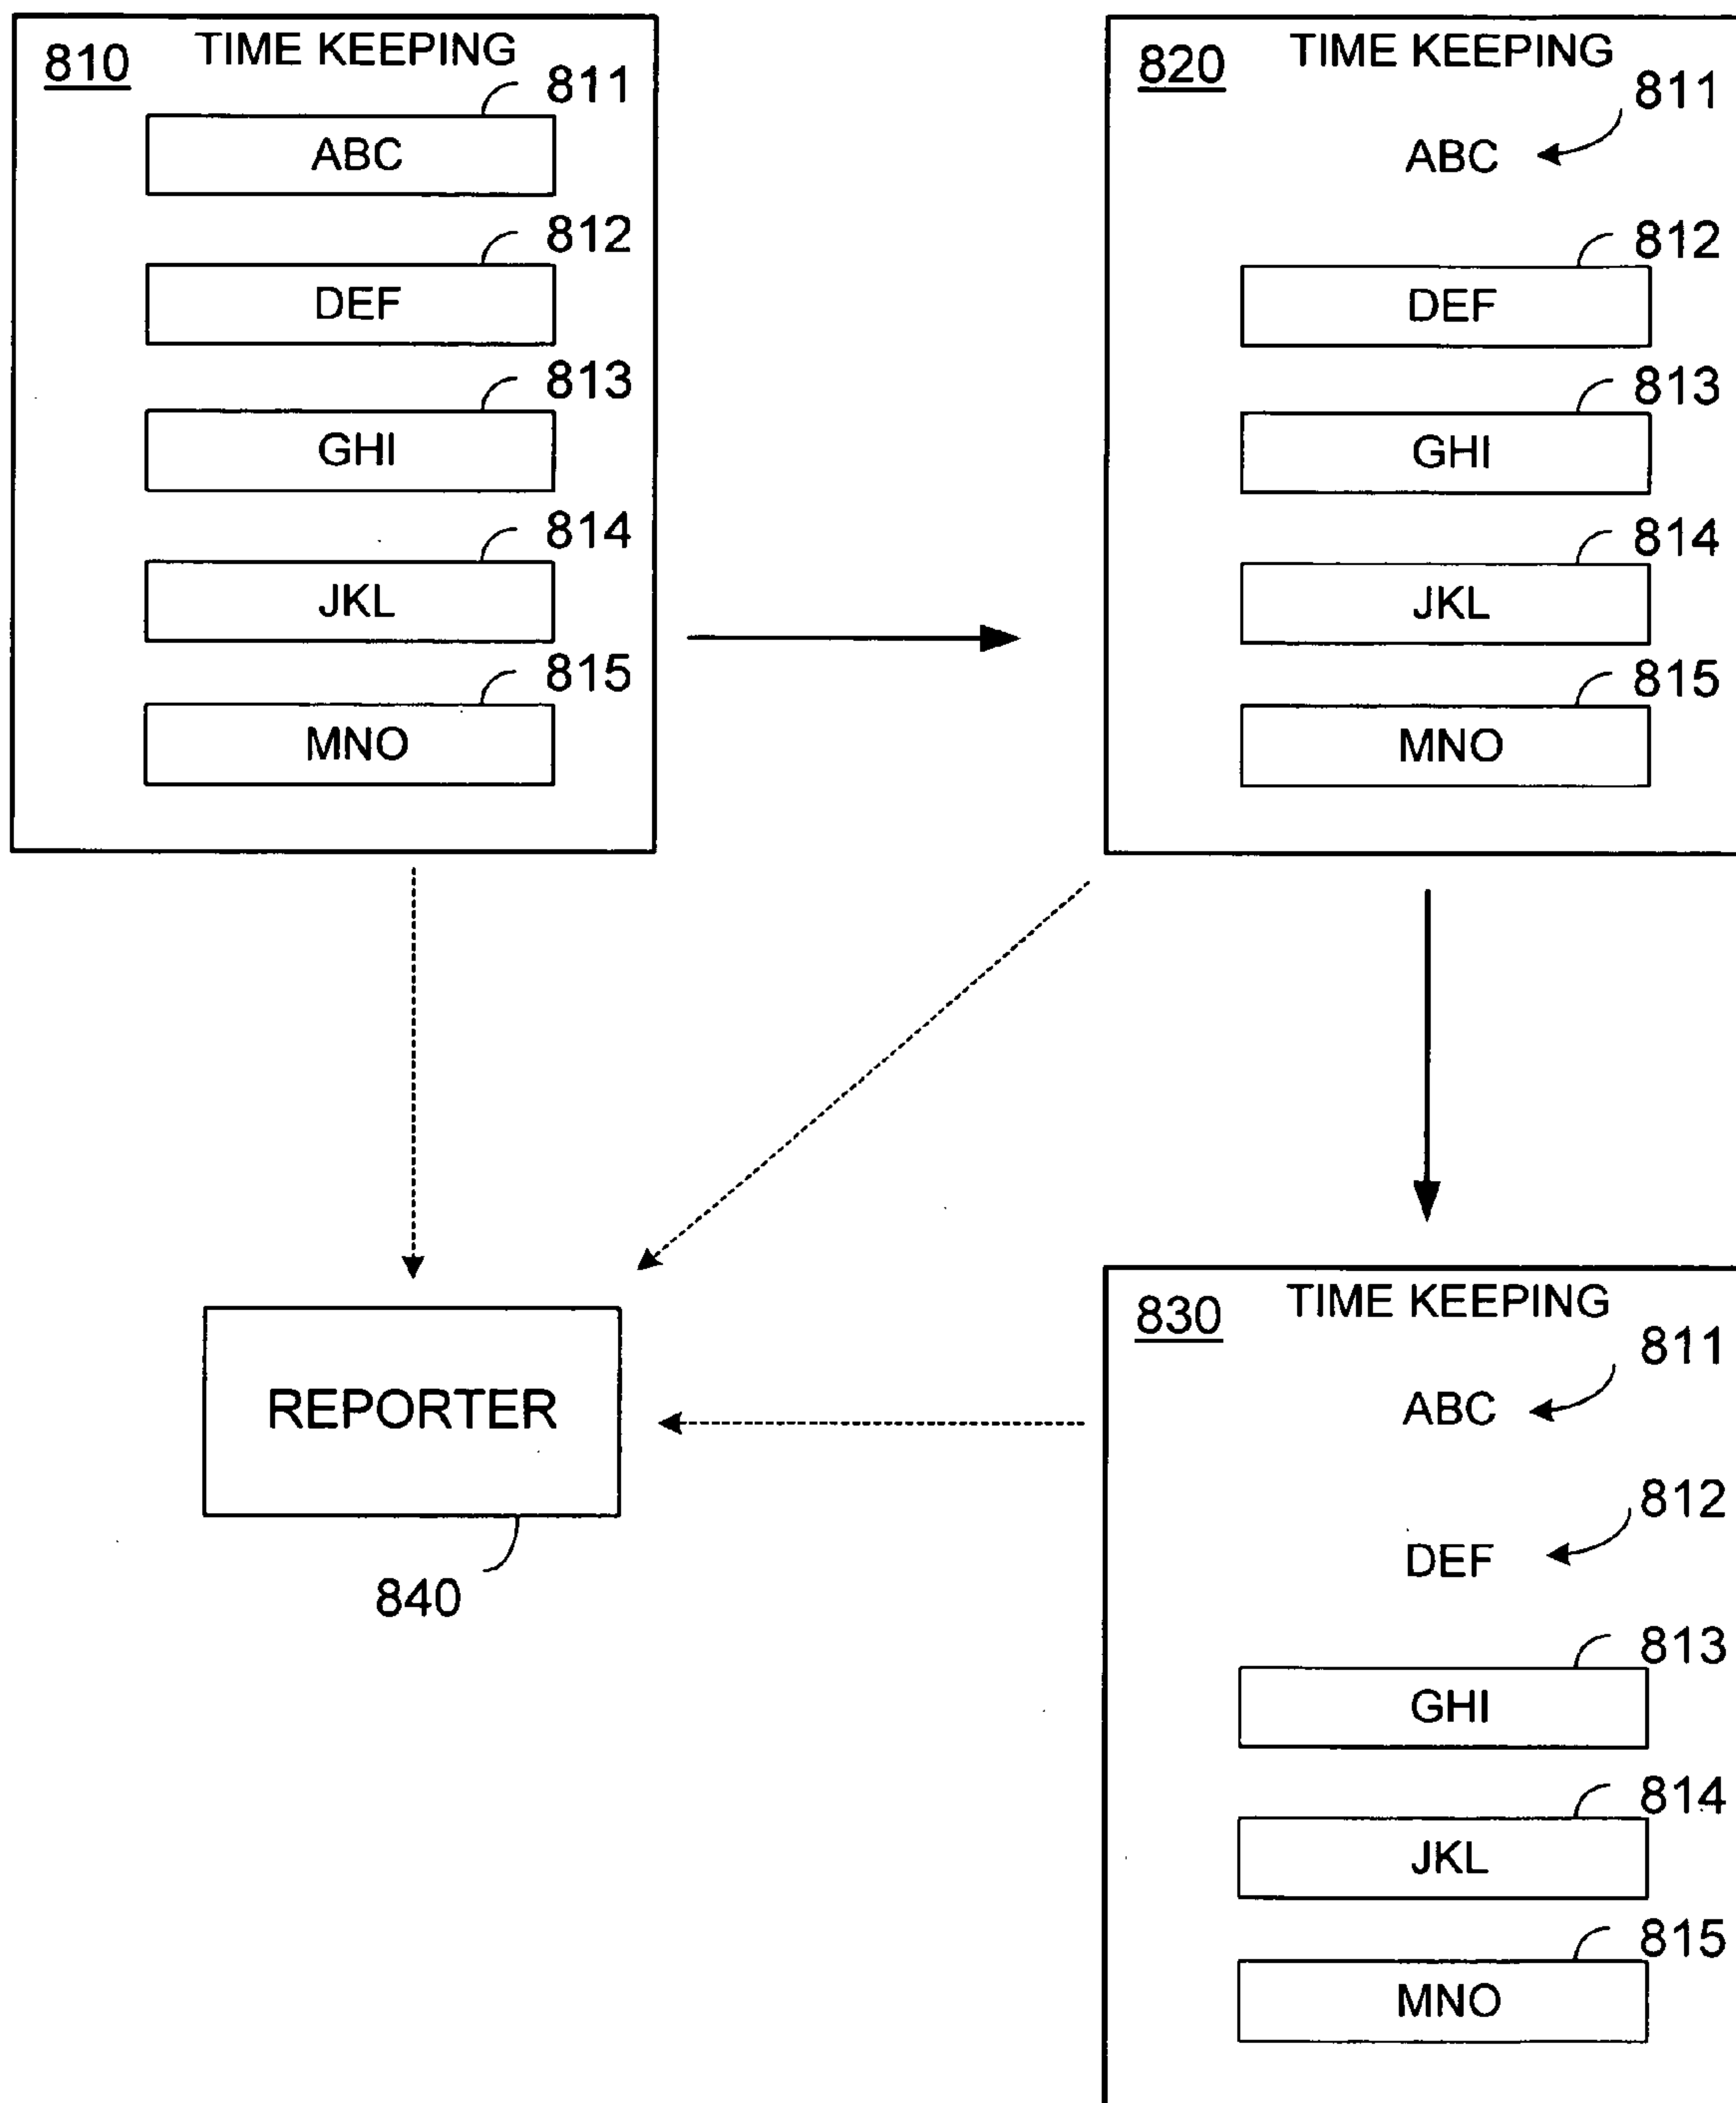 810 TIME KEEPING
811
ABC
812
DEF
813
GHI
814
JKL
815
MNO
820 TIME KEEPING
811
ABC
812
DEF
813
GHI
814
JKL
815
MNO
REPORTER
840
830 TIME KEEPING
811
ABC
812
DEF
813
GHI
814
JKL
815
MNO